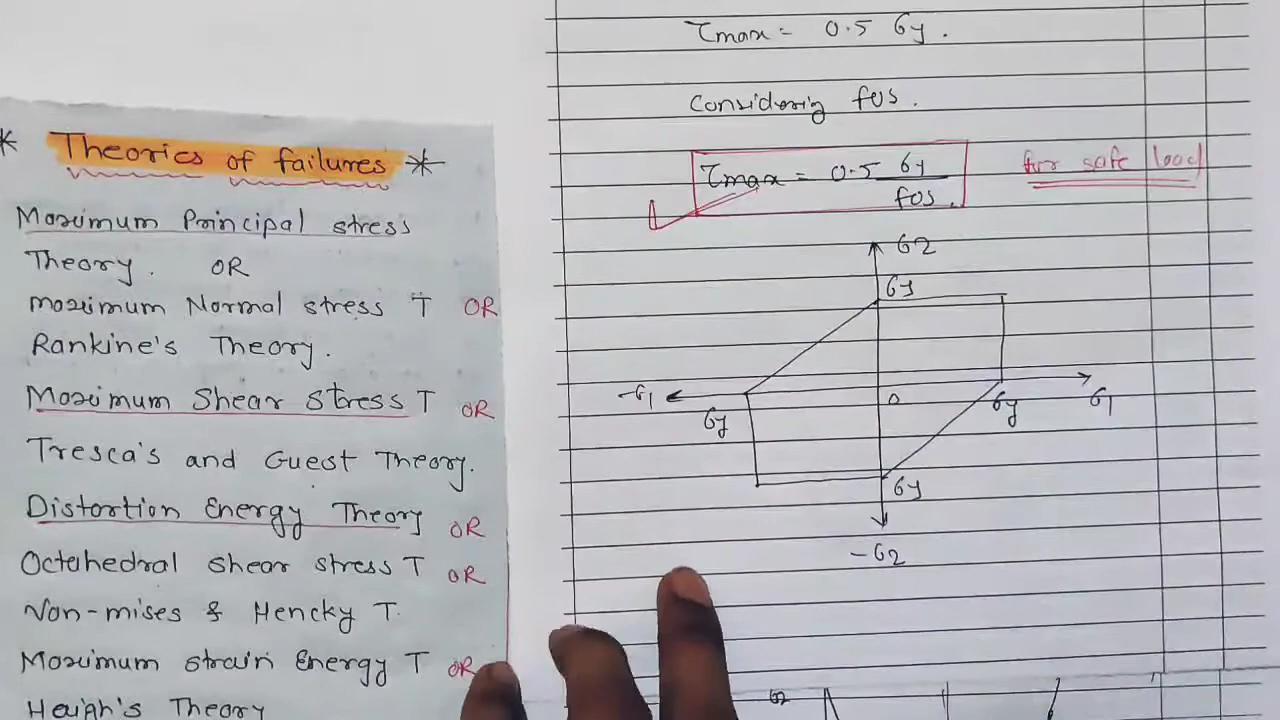 * Theories of failures *
Maximum Principal stress
Theory. OR
maximum Normal stress T OR
Rankine's Theory.
Maximum Shear stress T OR
Tresca's and Guest Theory.
Distortion Energy Theory OR
Octahedral shear stress T OR
Von-mises & Hencky T.
Maximum strain Energy T OR
Heigh's Theory
τmax = 0.5 σy.
Considering fos.
τmax = 0.5 σy / fos.
for safe load
σ2
σy
-σ1
σy
0
σy
σ1
σy
-σ2